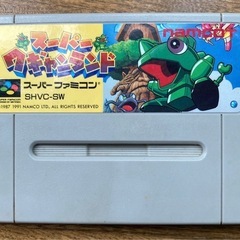 スーパー
ワギャンランド
namcot
スーパーファミコン
SHVC-SW
1987 1991 NAMCO LTD., ALL RIGHTS RESERVED